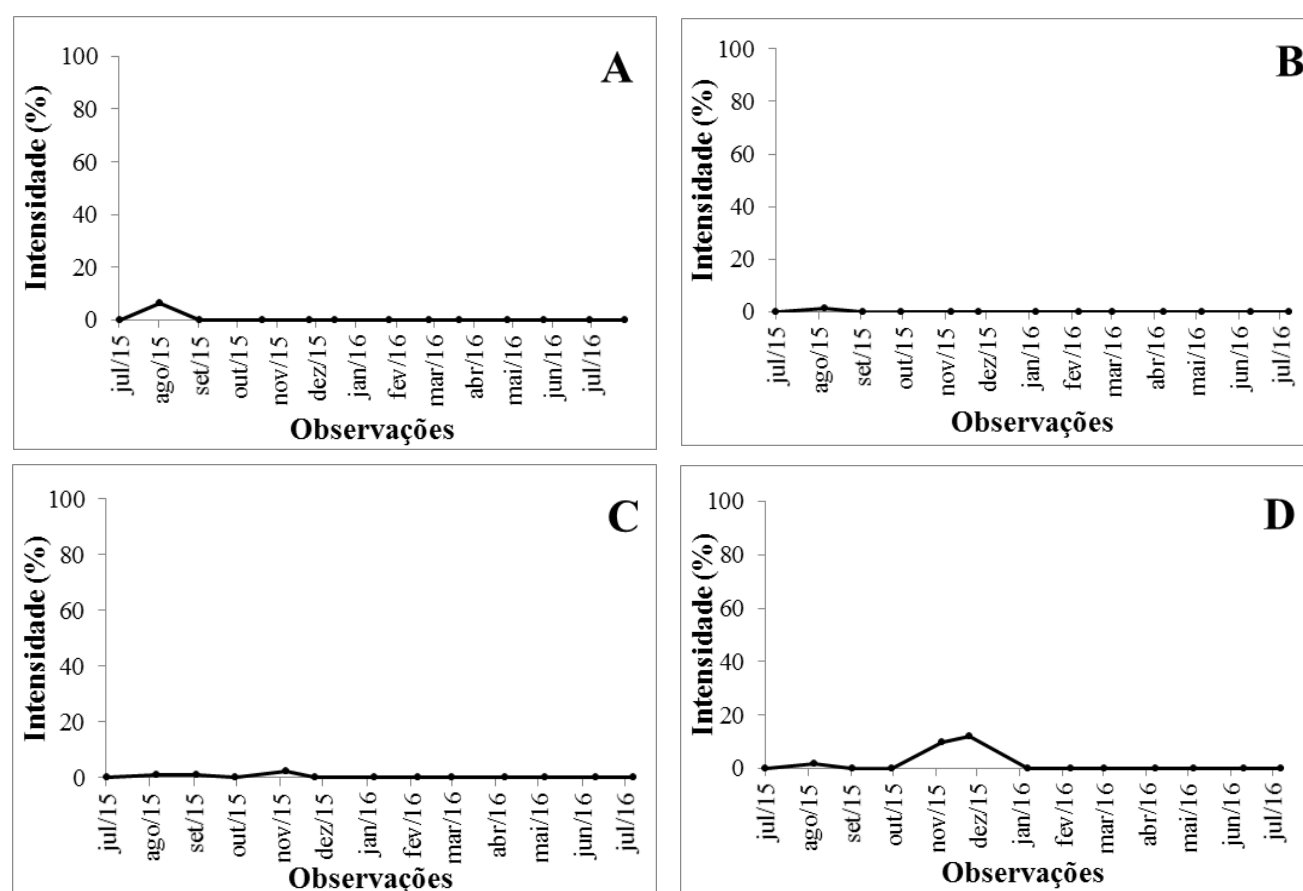 A
Intensidade (%)
100
80
60
40
20
0
jul/15
ago/15
set/15
out/15
nov/15
dez/15
jan/16
fev/16
mar/16
abr/16
mai/16
jun/16
jul/16
Observações
B
Intensidade (%)
100
80
60
40
20
0
jul/15
ago/15
set/15
out/15
nov/15
dez/15
jan/16
fev/16
mar/16
abr/16
mai/16
jun/16
jul/16
Observações
C
Intensidade (%)
100
80
60
40
20
0
jul/15
ago/15
set/15
out/15
nov/15
dez/15
jan/16
fev/16
mar/16
abr/16
mai/16
jun/16
jul/16
Observações
D
Intensidade (%)
100
80
60
40
20
0
jul/15
ago/15
set/15
out/15
nov/15
dez/15
jan/16
fev/16
mar/16
abr/16
mai/16
jun/16
jul/16
Observações